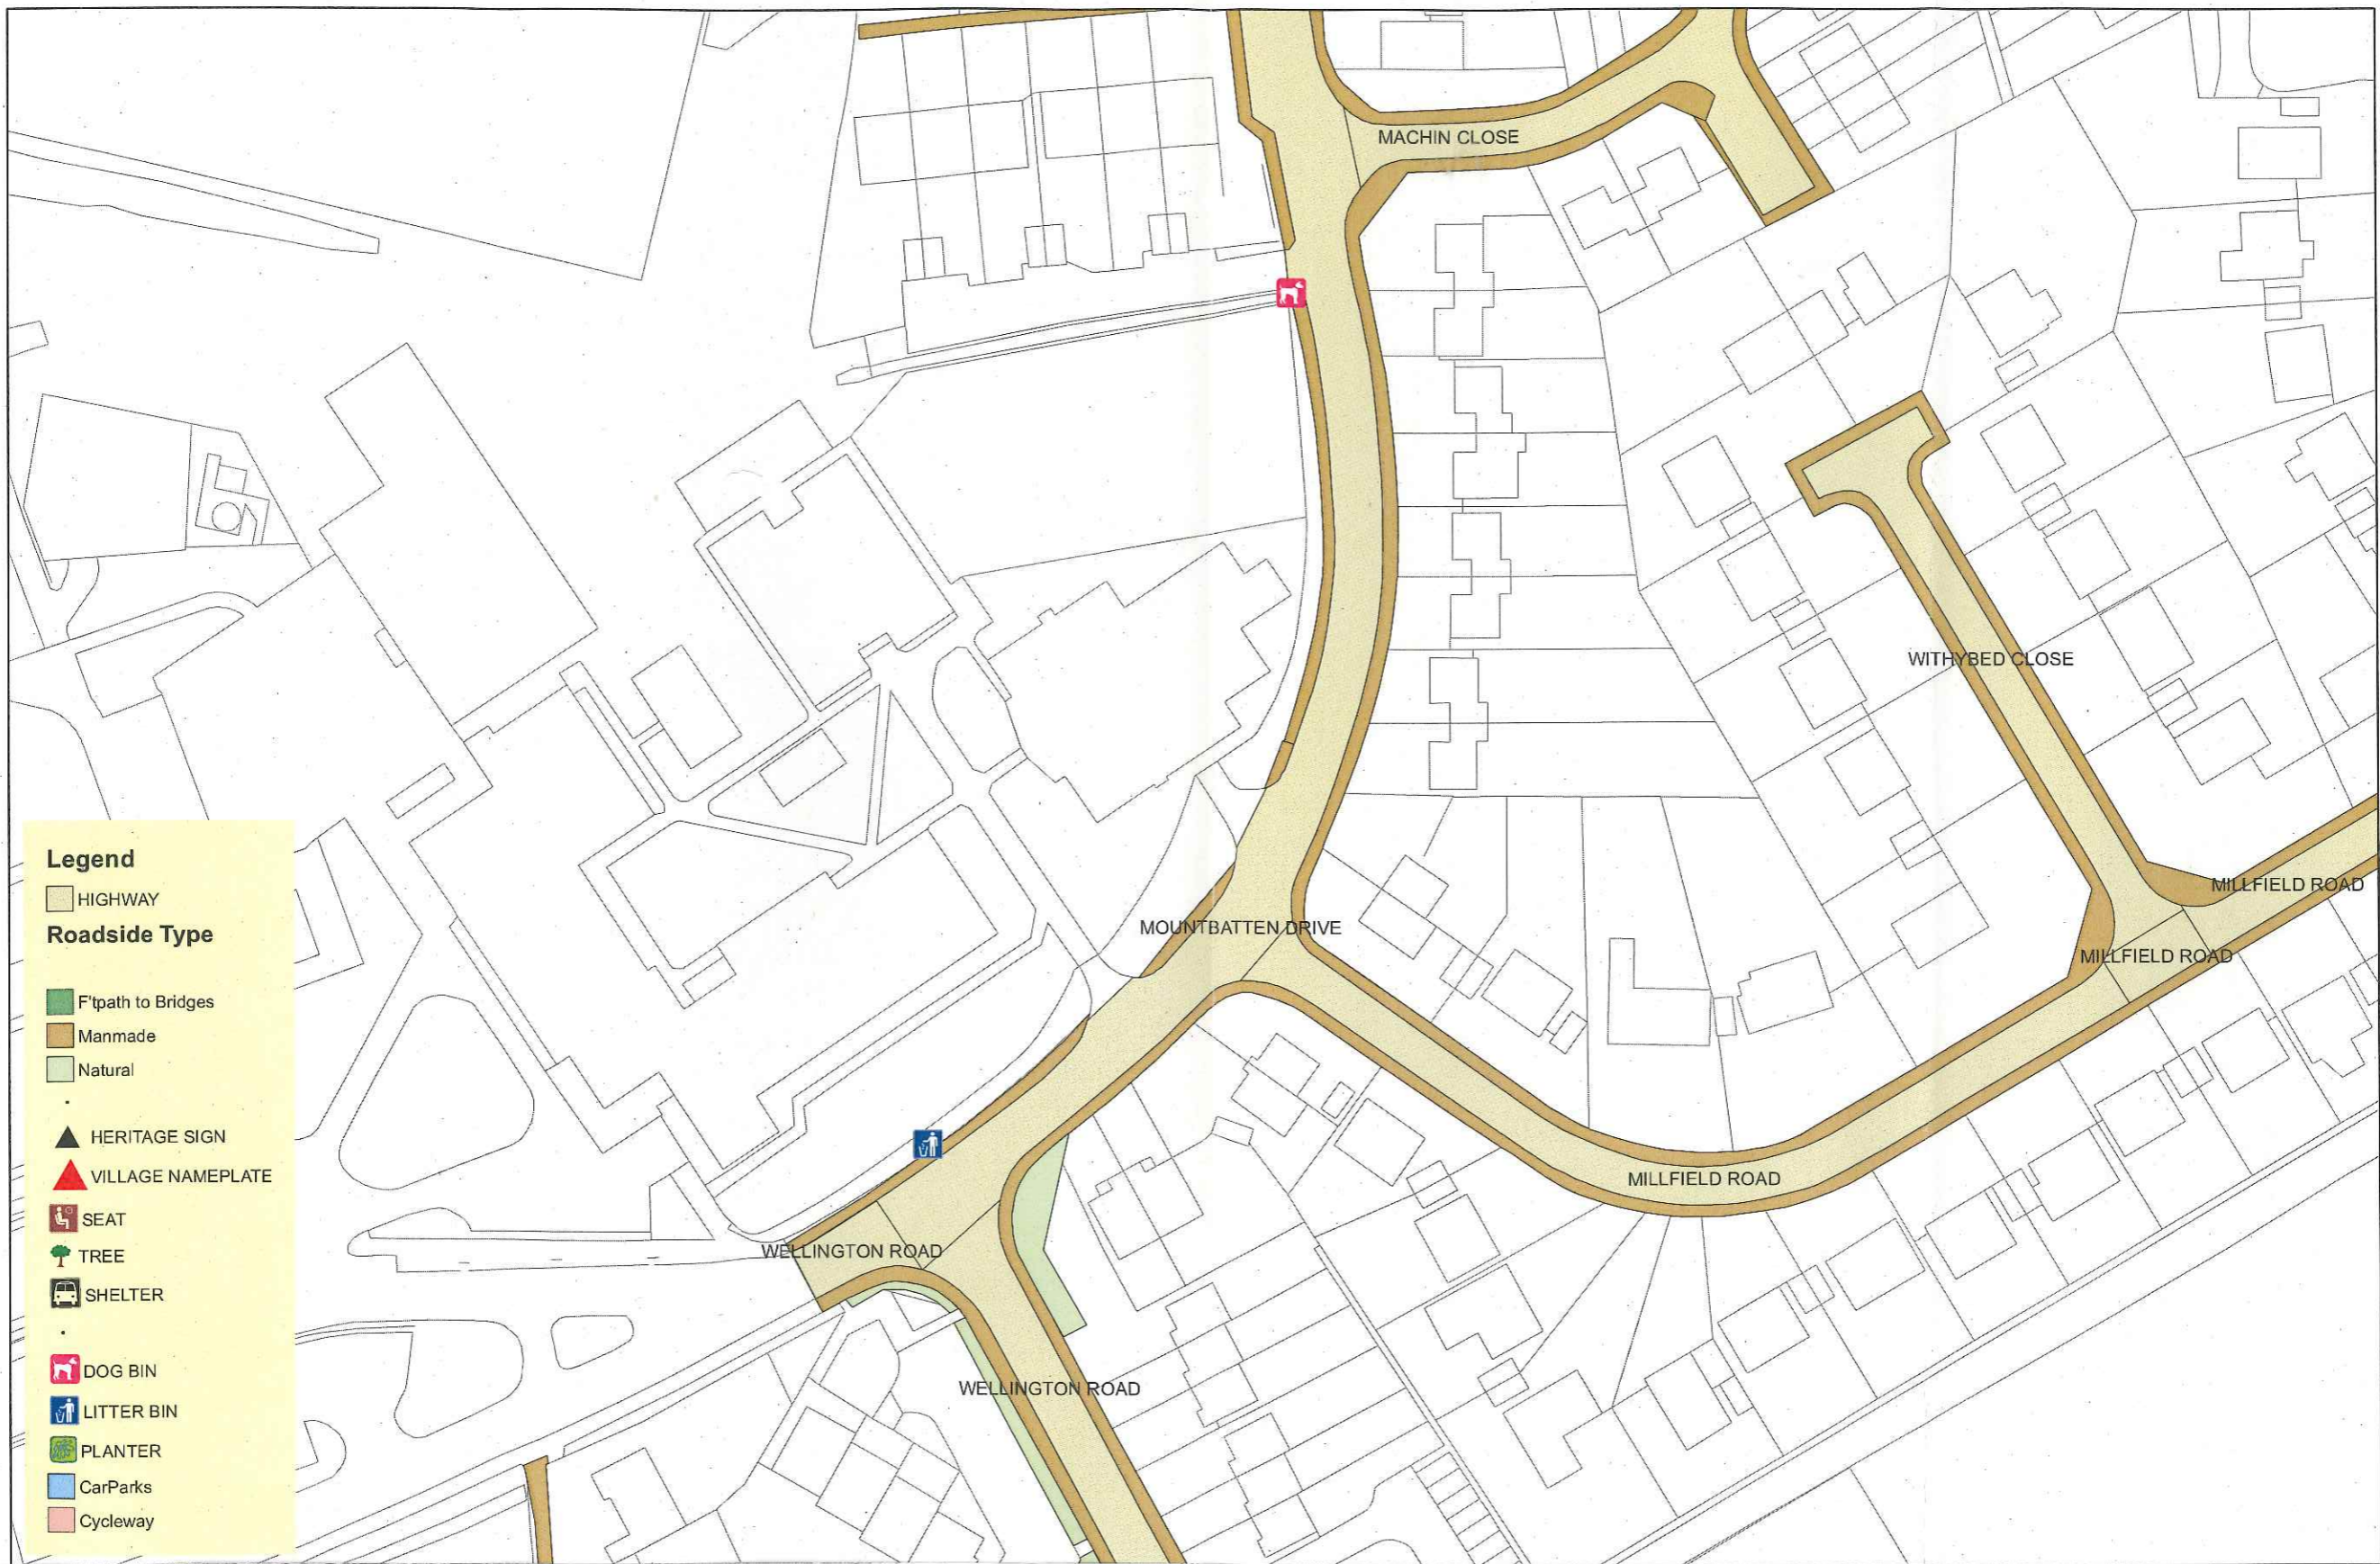 MACHIN CLOSE
WITHYBED CLOSE
MILLFIELD ROAD
MOUNTBATTEN DRIVE
MILLFIELD ROAD
MILLFIELD ROAD
WELLINGTON ROAD
WELLINGTON ROAD
Legend
HIGHWAY
Roadside Type
F'tpath to Bridges
Manmade
Natural
HERITAGE SIGN
VILLAGE NAMEPLATE
SEAT
TREE
SHELTER
DOG BIN
LITTER BIN
PLANTER
CarParks
Cycleway